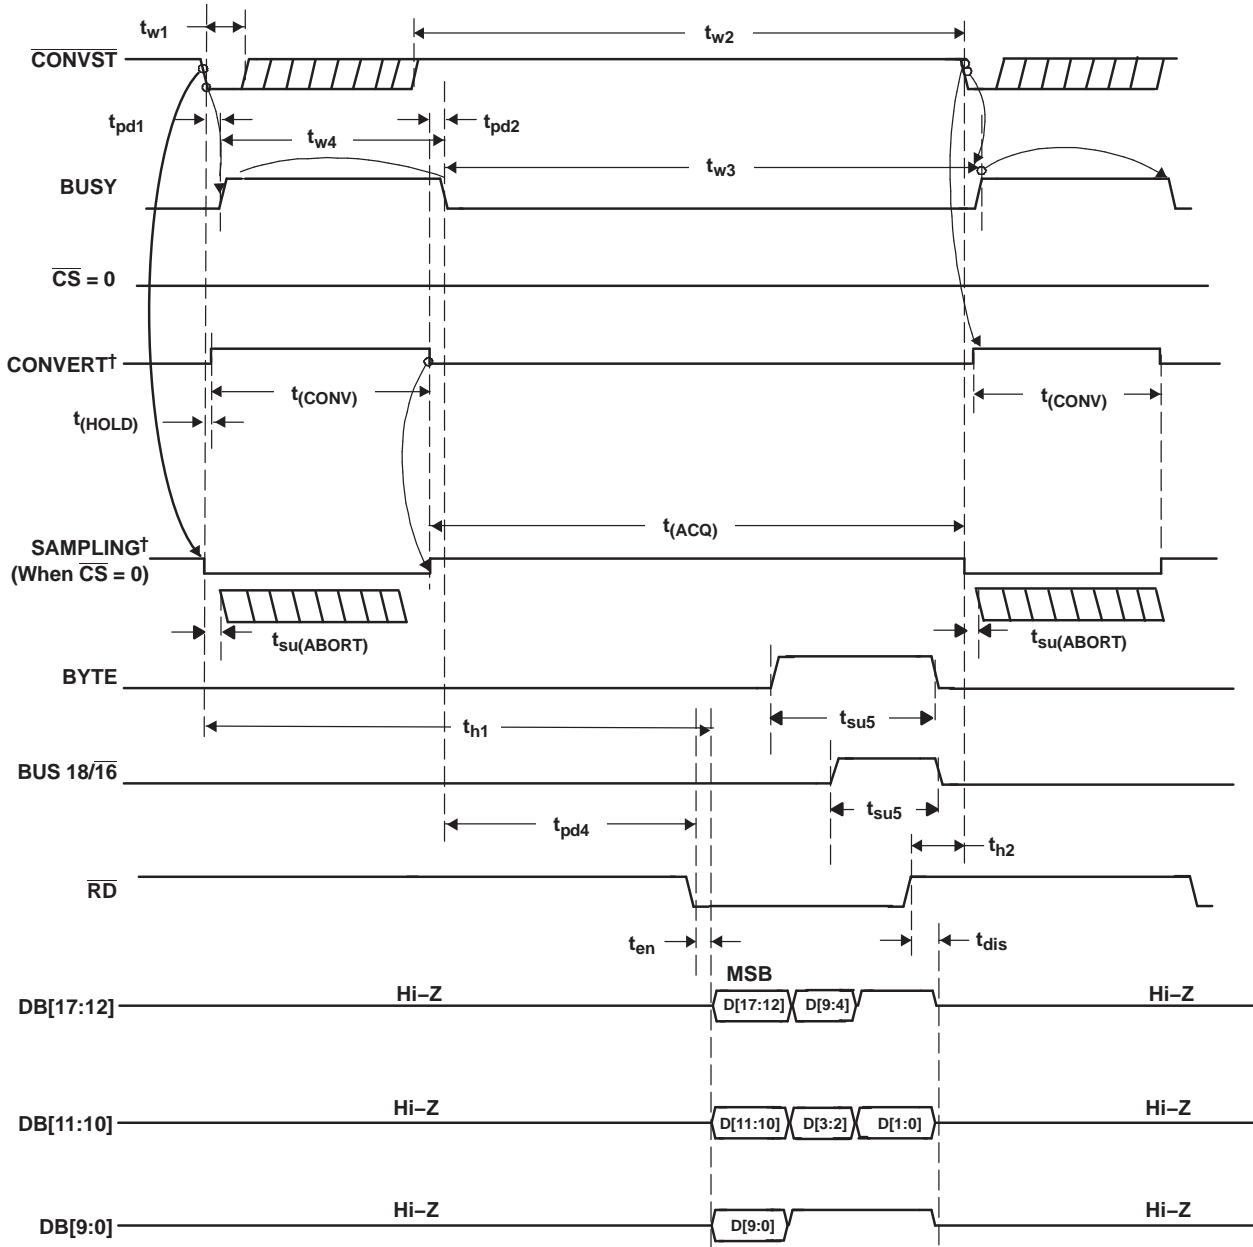 tw1
tw2
CONVST
tpd1
tw4
tpd2
tw3
BUSY
CS = 0
CONVERT†
t(CONV)
t(CONV)
t(HOLD)
t(ACQ)
SAMPLING†
(When CS = 0)
tsu(ABORT)
tsu(ABORT)
BYTE
th1
tsu5
BUS 18/16
tsu5
tpd4
th2
RD
ten
tdis
MSB
DB[17:12]
Hi–Z
D[17:12]
D[9:4]
Hi–Z
DB[11:10]
Hi–Z
D[11:10]
D[3:2]
D[1:0]
Hi–Z
DB[9:0]
Hi–Z
D[9:0]
Hi–Z